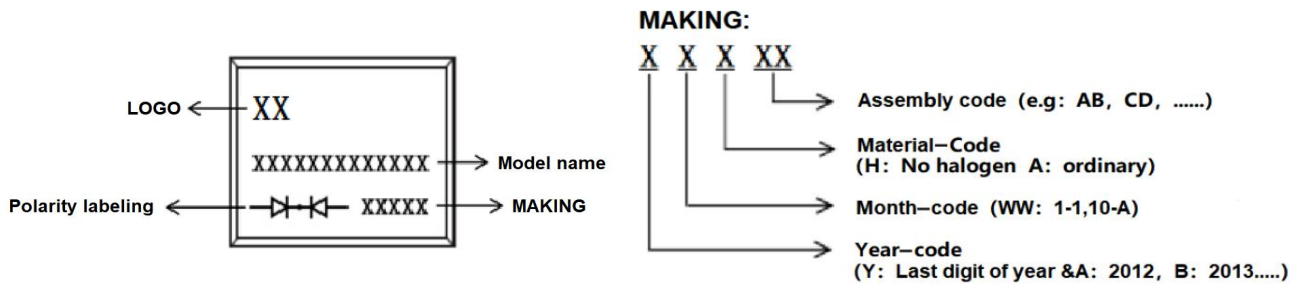 LOGO
XX
XXXXXXXXXXXXX
Model name
Polarity labeling
XXXXX
MAKING
MAKING:
X X X XX
Assembly code (e.g: AB, CD, ......)
Material-Code
(H: No halogen A: ordinary)
Month-code (WW: 1-1,10-A)
Year-code
(Y: Last digit of year &A: 2012, B: 2013.....)